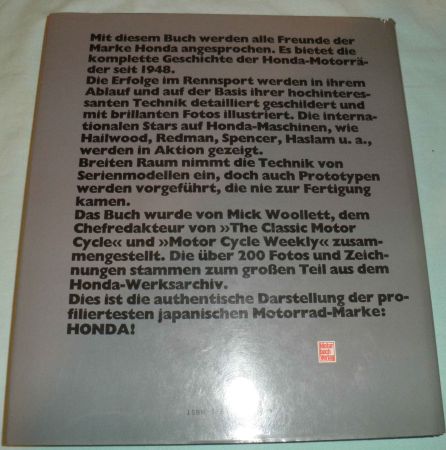 Mit diesem Buch werden alle Freunde der
Marke Honda angesprochen. Es bietet die
komplette Geschichte der Honda-Motorrä-
der seit 1948.
Die Erfolge im Rennsport werden in ihrem
Ablauf und auf der Basis ihrer hochinteres-
santen Technik detailliert geschildert und
mit brillanten Fotos illustriert. Die interna-
tionalen Stars auf Honda-Maschinen, wie
Hailwood, Redman, Spencer, Haslam u. a.,
werden in Aktion gezeigt.
Breiten Raum nimmt die Technik von
Serienmodellen ein, doch auch Prototypen
werden vorgeführt, die nie zur Fertigung
kamen.
Das Buch wurde von Mick Woollett, dem
Chefredakteur von »The Classic Motor
Cycle« und »Motor Cycle Weekly« zusam-
mengestellt. Die über 200 Fotos und Zeich-
nungen stammen zum großen Teil aus dem
Honda-Werksarchiv.
Dies ist die authentische Darstellung der pro-
filiertesten japanischen Motorrad-Marke:
HONDA!
Motor
buch
Verlag
ISBN